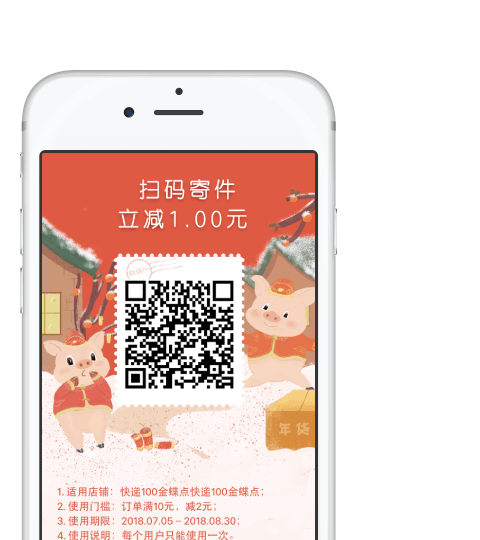 扫码寄件
立减1.00元
年货
1. 适用店铺：快递100金蝶点快递100金蝶点；
2. 使用门槛：订单满10元，减2元；
3. 使用期限：2018.07.05 – 2018.08.30；
4. 使用说明：每个用户只能使用一次。